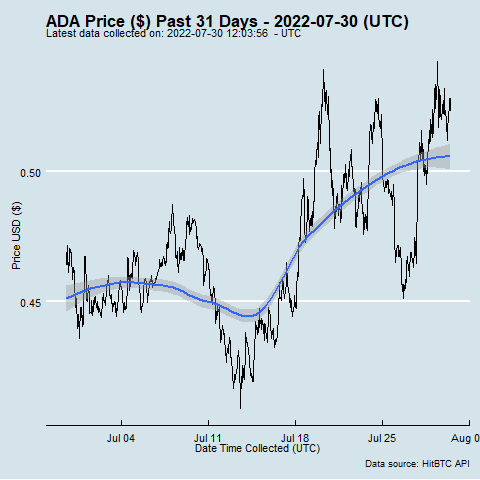 ADA Price ($) Past 31 Days - 2022-07-30 (UTC)
Latest data collected on: 2022-07-30 12:03:56 - UTC
0.50
0.45
Price USD ($)
Jul 04 Jul 11 Jul 18 Jul 25 Aug 0
Date Time Collected (UTC)
Data source: HitBTC API